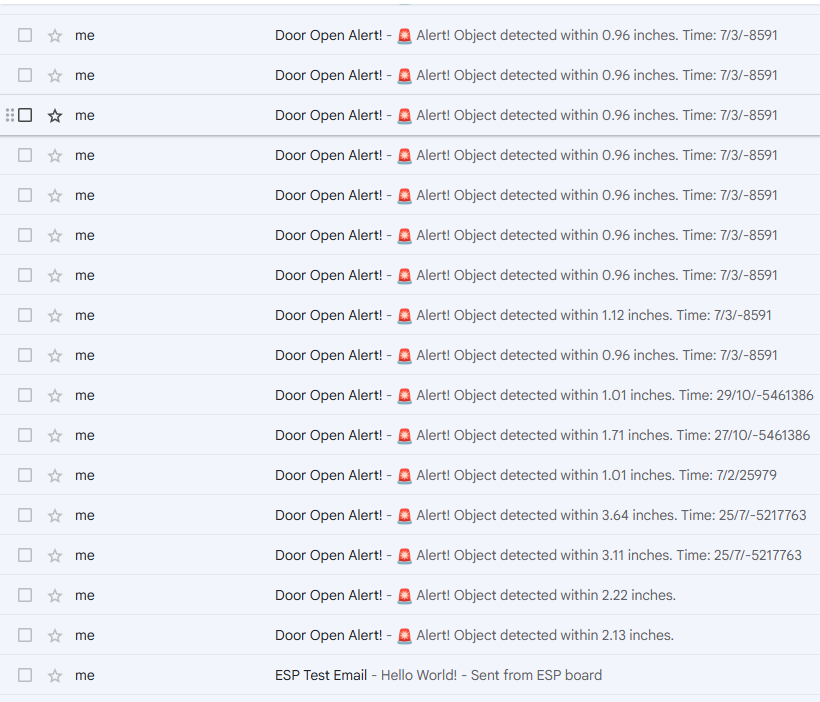 me Door Open Alert! - 🚨 Alert! Object detected within 0.96 inches. Time: 7/3/-8591
me Door Open Alert! - 🚨 Alert! Object detected within 0.96 inches. Time: 7/3/-8591
me Door Open Alert! - 🚨 Alert! Object detected within 0.96 inches. Time: 7/3/-8591
me Door Open Alert! - 🚨 Alert! Object detected within 0.96 inches. Time: 7/3/-8591
me Door Open Alert! - 🚨 Alert! Object detected within 0.96 inches. Time: 7/3/-8591
me Door Open Alert! - 🚨 Alert! Object detected within 0.96 inches. Time: 7/3/-8591
me Door Open Alert! - 🚨 Alert! Object detected within 0.96 inches. Time: 7/3/-8591
me Door Open Alert! - 🚨 Alert! Object detected within 1.12 inches. Time: 7/3/-8591
me Door Open Alert! - 🚨 Alert! Object detected within 0.96 inches. Time: 7/3/-8591
me Door Open Alert! - 🚨 Alert! Object detected within 1.01 inches. Time: 29/10/-5461386
me Door Open Alert! - 🚨 Alert! Object detected within 1.71 inches. Time: 27/10/-5461386
me Door Open Alert! - 🚨 Alert! Object detected within 1.01 inches. Time: 7/2/25979
me Door Open Alert! - 🚨 Alert! Object detected within 3.64 inches. Time: 25/7/-5217763
me Door Open Alert! - 🚨 Alert! Object detected within 3.11 inches. Time: 25/7/-5217763
me Door Open Alert! - 🚨 Alert! Object detected within 2.22 inches.
me Door Open Alert! - 🚨 Alert! Object detected within 2.13 inches.
me ESP Test Email - Hello World! - Sent from ESP board